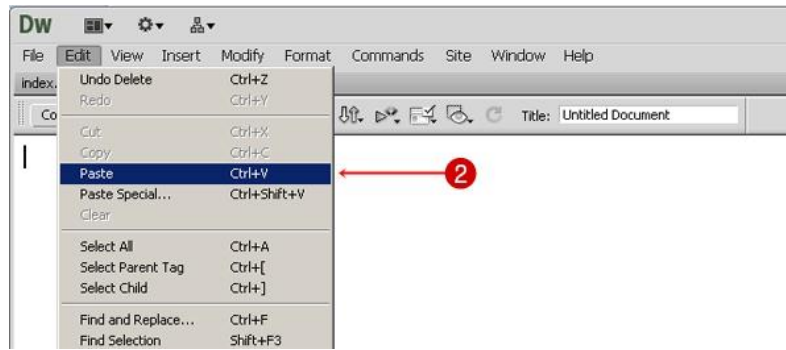 Dw
File Edit View Insert Modify Format Commands Site Window Help
index.
Co
Title: Untitled Document
Undo Delete Ctrl+Z
Redo Ctrl+Y
Cut Ctrl+X
Copy Ctrl+C
Paste Ctrl+V
2
Paste Special... Ctrl+Shift+V
Clear
Select All Ctrl+A
Select Parent Tag Ctrl+[
Select Child Ctrl+]
Find and Replace... Ctrl+F
Find Selection Shift+F3